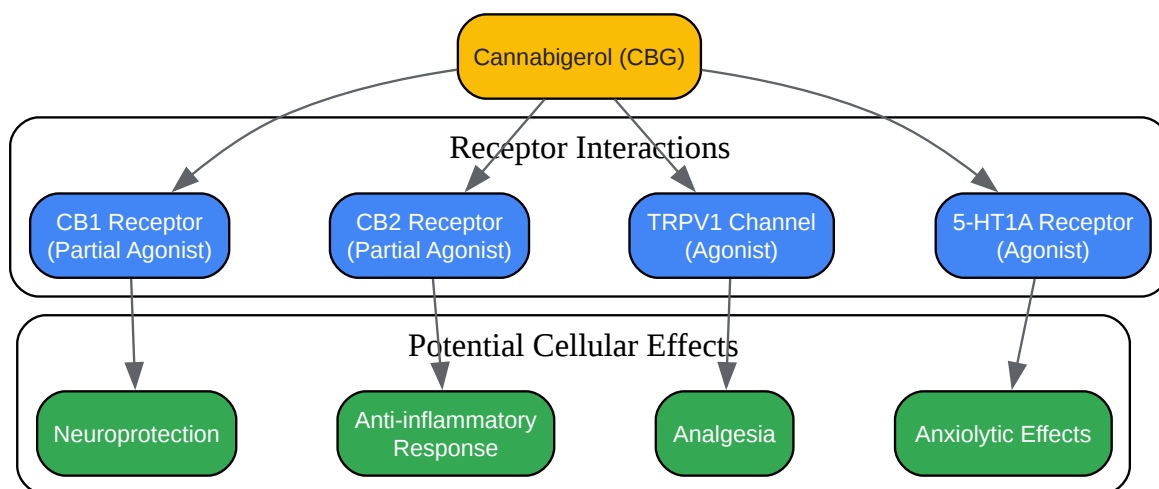 Cannabigerol (CBG)
Receptor Interactions
CB1 Receptor
(Partial Agonist)
CB2 Receptor
(Partial Agonist)
TRPV1 Channel
(Agonist)
5-HT1A Receptor
(Agonist)
Potential Cellular Effects
Neuroprotection
Anti-inflammatory
Response
Analgesia
Anxiolytic Effects